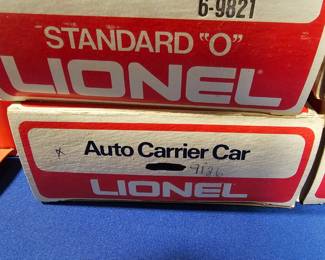 6-9821
STANDARD "O"
LIONEL
Auto Carrier Car
9126
LIONEL